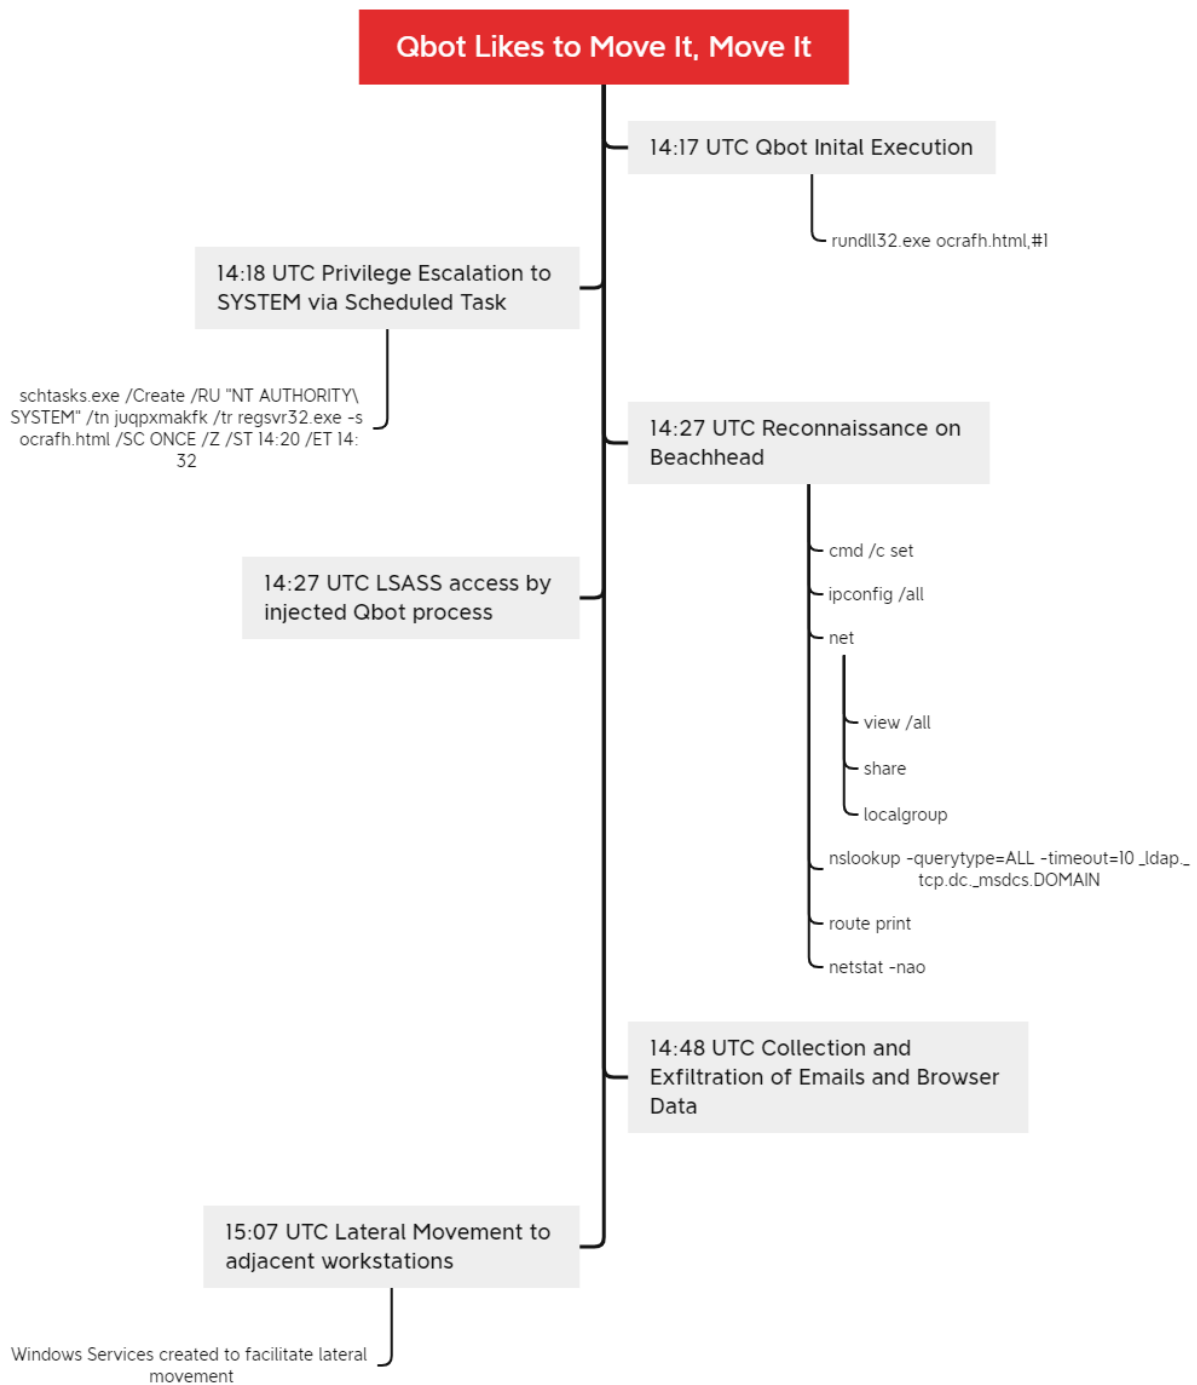 Qbot Likes to Move It, Move It
14:17 UTC Qbot Inital Execution
rundll32.exe ocrafh.html,#1
14:18 UTC Privilege Escalation to
SYSTEM via Scheduled Task
schtasks.exe /Create /RU "NT AUTHORITY\
SYSTEM" /tn juqpxmakfk /tr regsvr32.exe -s
ocrafh.html /SC ONCE /Z /ST 14:20 /ET 14:
32
14:27 UTC Reconnaissance on
Beachhead
cmd /c set
ipconfig /all
net
view /all
share
localgroup
nslookup -querytype=ALL -timeout=10 _ldap._
tcp.dc._msdcs.DOMAIN
route print
netstat -nao
14:27 UTC LSASS access by
injected Qbot process
14:48 UTC Collection and
Exfiltration of Emails and Browser
Data
15:07 UTC Lateral Movement to
adjacent workstations
Windows Services created to facilitate lateral
movement